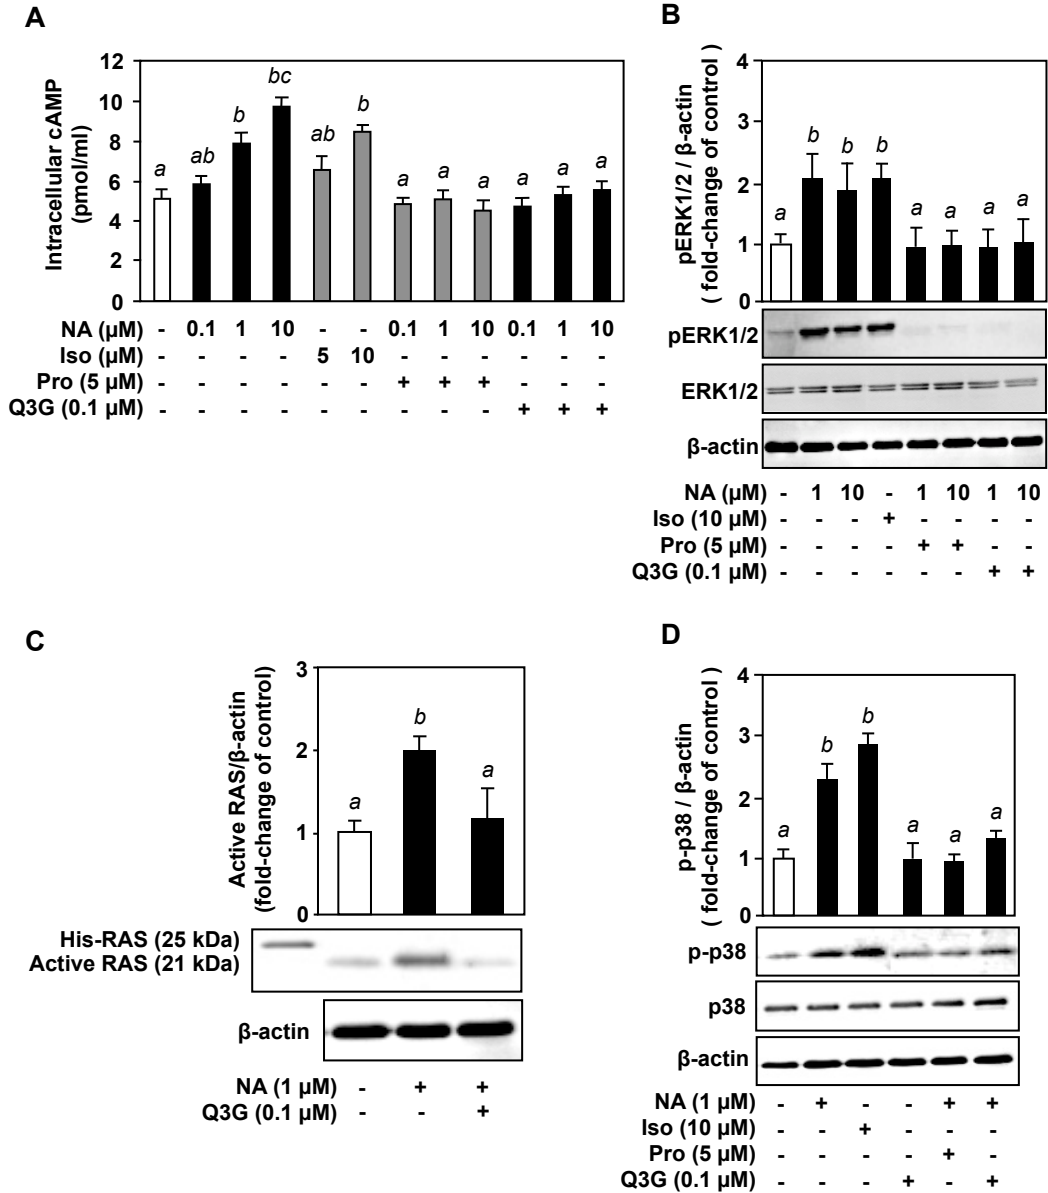 A
Intracellular cAMP
(pmol/ml)
12
10
8
6
4
2
0
a ab b bc ab b a a a a a a
NA (µM) - 0.1 1 10 - - 0.1 1 10 0.1 1 10
Iso (µM) - - - - 5 10 - - - - - -
Pro (5 µM) - - - - - - + + + - - -
Q3G (0.1 µM) - - - - - - - - - + + +
B
pERK1/2 / β-actin
( fold-change of control )
4
3
2
1
0
a b b b a a a a
pERK1/2
ERK1/2
β-actin
NA (µM) - 1 10 - 1 10 1 10
Iso (10 µM) - - - + - - - -
Pro (5 µM) - - - - + + - -
Q3G (0.1 µM) - - - - - - + +
C
Active RAS/β-actin
(fold-change of control)
3
2
1
0
a b a
His-RAS (25 kDa)
Active RAS (21 kDa)
β-actin
NA (1 µM) - + +
Q3G (0.1 µM) - - +
D
p-p38 / β-actin
( fold-change of control )
4
3
2
1
0
a b b a a a
p-p38
p38
β-actin
NA (1 µM) - + - - + +
Iso (10 µM) - - + - - -
Pro (5 µM) - - - - + -
Q3G (0.1 µM) - - - + - +